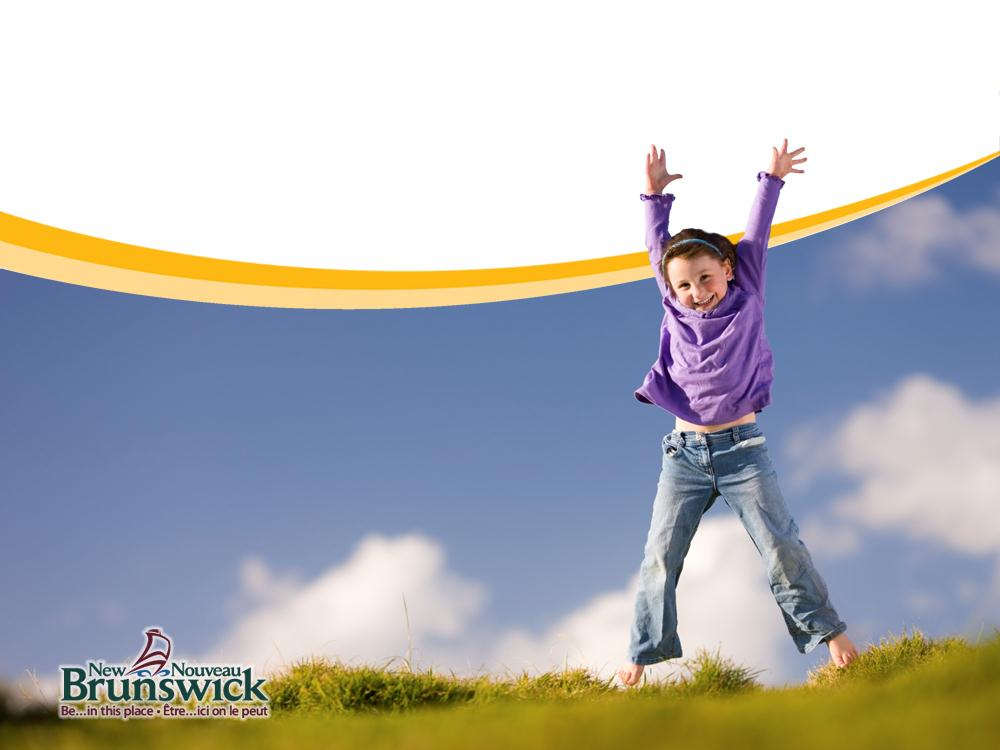 New Nouveau
Brunswick
Be...in this place • Être...ici on le peut